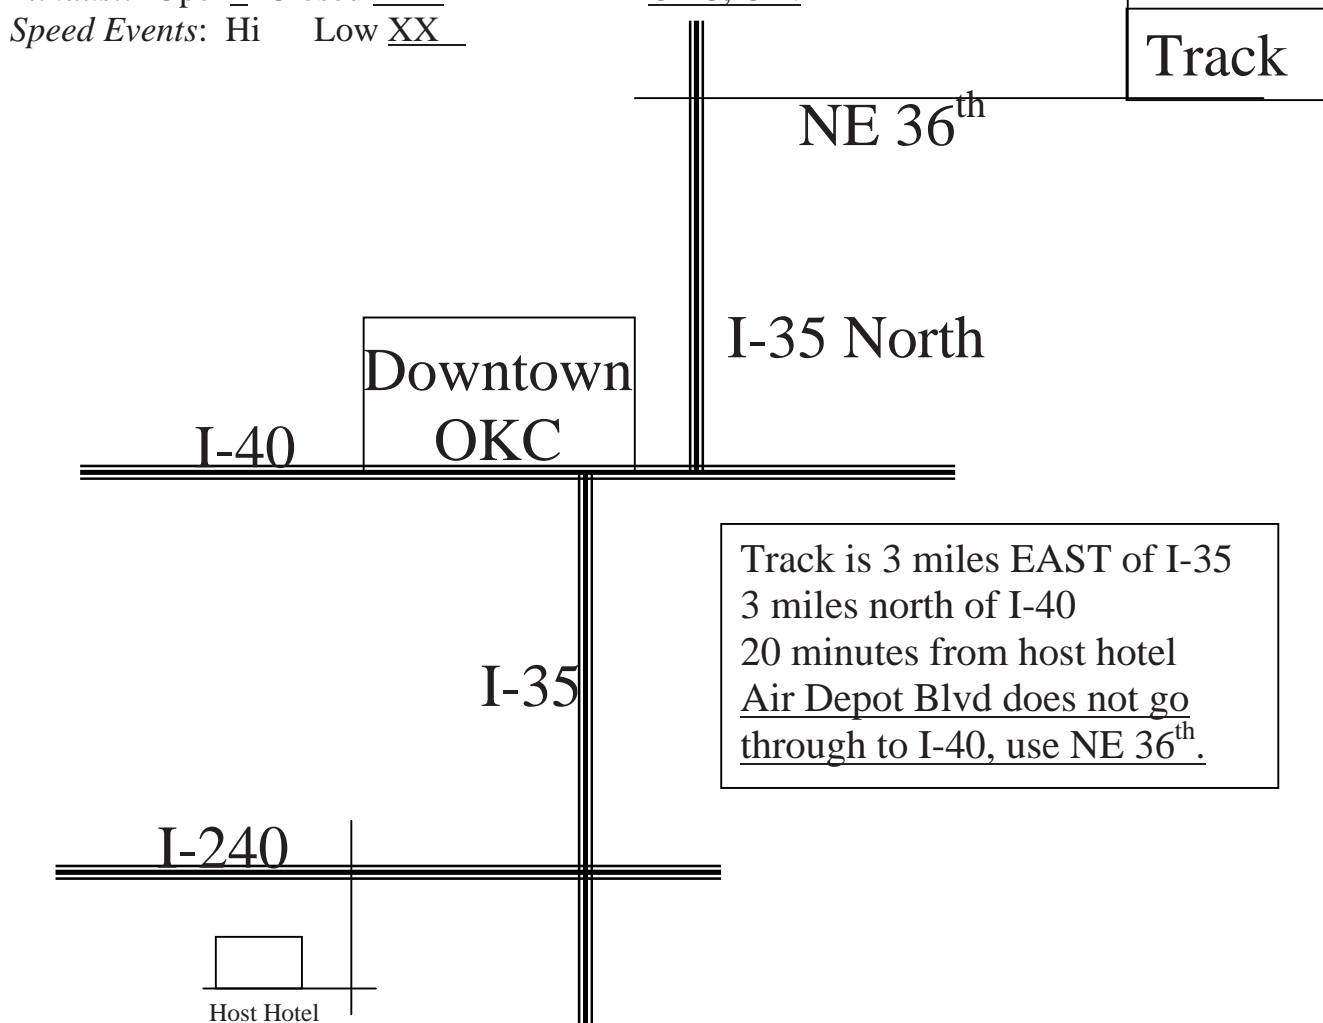 Speed Events: Hi Low XX
Track
NE 36th
I-35 North
Downtown
OKC
I-40
Track is 3 miles EAST of I-35
3 miles north of I-40
20 minutes from host hotel
Air Depot Blvd does not go
through to I-40, use NE 36th.
I-35
I-240
Host Hotel